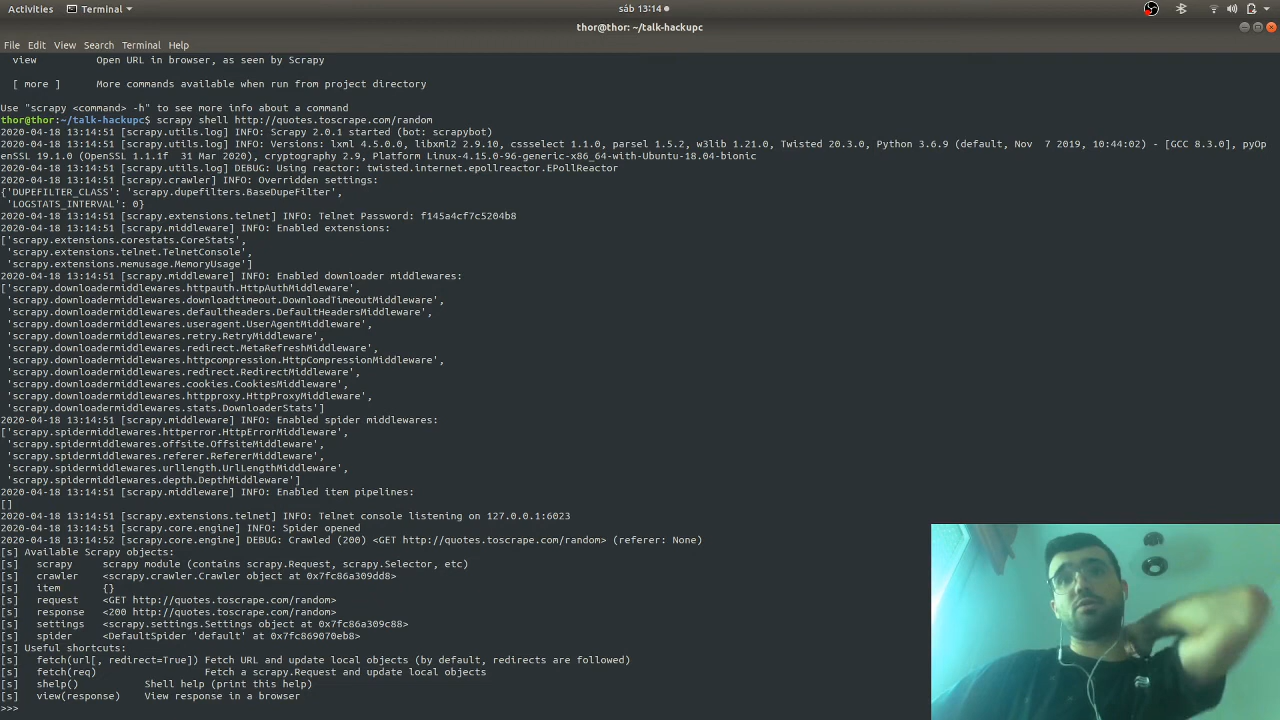 Activities
Terminal
sáb 13:14
thor@thor: ~/talk-hackupc
File Edit View Search Terminal Help
view Open URL in browser, as seen by Scrapy
[ more ] More commands available when run from project directory
Use "scrapy <command> -h" to see more info about a command
thor@thor:~/talk-hackupc$ scrapy shell http://quotes.toscrape.com/random
2020-04-18 13:14:51 [scrapy.utils.log] INFO: Scrapy 2.0.1 started (bot: scrapybot)
2020-04-18 13:14:51 [scrapy.utils.log] INFO: Versions: lxml 4.5.0.0, libxml2 2.9.10, cssselect 1.1.0, parsel 1.5.2, w3lib 1.21.0, Twisted 20.3.0, Python 3.6.9 (default, Nov  7 2019, 10:44:02) - [GCC 8.3.0], pyOp
enSSL 19.1.0 (OpenSSL 1.1.1f  31 Mar 2020), cryptography 2.9, Platform Linux-4.15.0-96-generic-x86_64-with-Ubuntu-18.04-bionic
2020-04-18 13:14:51 [scrapy.utils.log] DEBUG: Using reactor: twisted.internet.epollreactor.EPollReactor
2020-04-18 13:14:51 [scrapy.crawler] INFO: Overridden settings:
{'DUPEFILTER_CLASS': 'scrapy.dupefilters.BaseDupeFilter',
 'LOGSTATS_INTERVAL': 0}
2020-04-18 13:14:51 [scrapy.extensions.telnet] INFO: Telnet Password: f145a4cf7c5204b8
2020-04-18 13:14:51 [scrapy.middleware] INFO: Enabled extensions:
['scrapy.extensions.corestats.CoreStats',
 'scrapy.extensions.telnet.TelnetConsole',
 'scrapy.extensions.memusage.MemoryUsage']
2020-04-18 13:14:51 [scrapy.middleware] INFO: Enabled downloader middlewares:
['scrapy.downloadermiddlewares.httpauth.HttpAuthMiddleware',
 'scrapy.downloadermiddlewares.downloadtimeout.DownloadTimeoutMiddleware',
 'scrapy.downloadermiddlewares.defaultheaders.DefaultHeadersMiddleware',
 'scrapy.downloadermiddlewares.useragent.UserAgentMiddleware',
 'scrapy.downloadermiddlewares.retry.RetryMiddleware',
 'scrapy.downloadermiddlewares.redirect.MetaRefreshMiddleware',
 'scrapy.downloadermiddlewares.httpcompression.HttpCompressionMiddleware',
 'scrapy.downloadermiddlewares.redirect.RedirectMiddleware',
 'scrapy.downloadermiddlewares.cookies.CookiesMiddleware',
 'scrapy.downloadermiddlewares.httpproxy.HttpProxyMiddleware',
 'scrapy.downloadermiddlewares.stats.DownloaderStats']
2020-04-18 13:14:51 [scrapy.middleware] INFO: Enabled spider middlewares:
['scrapy.spidermiddlewares.httperror.HttpErrorMiddleware',
 'scrapy.spidermiddlewares.offsite.OffsiteMiddleware',
 'scrapy.spidermiddlewares.referer.RefererMiddleware',
 'scrapy.spidermiddlewares.urllength.UrlLengthMiddleware',
 'scrapy.spidermiddlewares.depth.DepthMiddleware']
2020-04-18 13:14:51 [scrapy.middleware] INFO: Enabled item pipelines:
[]
2020-04-18 13:14:51 [scrapy.extensions.telnet] INFO: Telnet console listening on 127.0.0.1:6023
2020-04-18 13:14:51 [scrapy.core.engine] INFO: Spider opened
2020-04-18 13:14:52 [scrapy.core.engine] DEBUG: Crawled (200) <GET http://quotes.toscrape.com/random> (referer: None)
[s] Available Scrapy objects:
[s]   scrapy     scrapy module (contains scrapy.Request, scrapy.Selector, etc)
[s]   crawler    <scrapy.crawler.Crawler object at 0x7fc86a309dd8>
[s]   item       {}
[s]   request    <GET http://quotes.toscrape.com/random>
[s]   response   <200 http://quotes.toscrape.com/random>
[s]   settings   <scrapy.settings.Settings object at 0x7fc86a309c88>
[s]   spider     <DefaultSpider 'default' at 0x7fc869070eb8>
[s] Useful shortcuts:
[s]   fetch(url[, redirect=True]) Fetch URL and update local objects (by default, redirects are followed)
[s]   fetch(req)                  Fetch a scrapy.Request and update local objects
[s]   shelp()           Shell help (print this help)
[s]   view(response)    View response in a browser
>>>